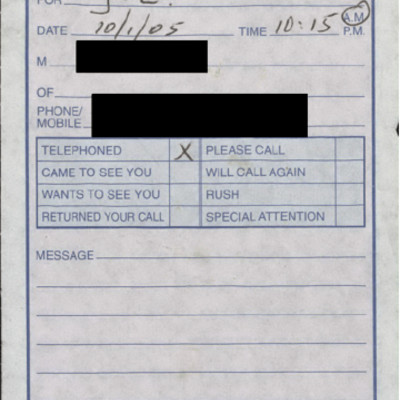 FOR J.E.
DATE 10/1/05 TIME 10:15 A.M
P.M.
M
OF
PHONE/
MOBILE
TELEPHONED X PLEASE CALL
CAME TO SEE YOU WILL CALL AGAIN
WANTS TO SEE YOU RUSH
RETURNED YOUR CALL SPECIAL ATTENTION
MESSAGE